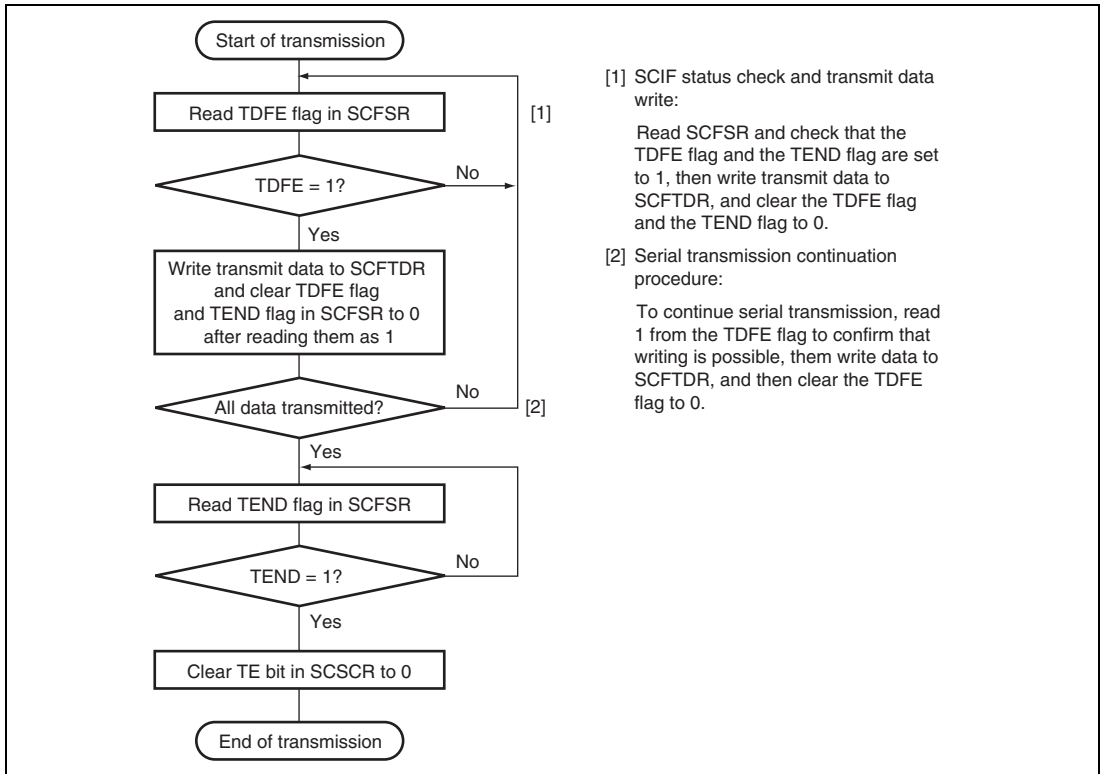 Start of transmission
Read TDFE flag in SCFSR
[1]
TDFE = 1?
No
Yes
Write transmit data to SCFTDR
and clear TDFE flag
and TEND flag in SCFSR to 0
after reading them as 1
All data transmitted?
No
[2]
Yes
Read TEND flag in SCFSR
TEND = 1?
No
Yes
Clear TE bit in SCSCR to 0
End of transmission
[1] SCIF status check and transmit data
write:
Read SCFSR and check that the
TDFE flag and the TEND flag are set
to 1, then write transmit data to
SCFTDR, and clear the TDFE flag
and the TEND flag to 0.
[2] Serial transmission continuation
procedure:
To continue serial transmission, read
1 from the TDFE flag to confirm that
writing is possible, them write data to
SCFTDR, and then clear the TDFE
flag to 0.